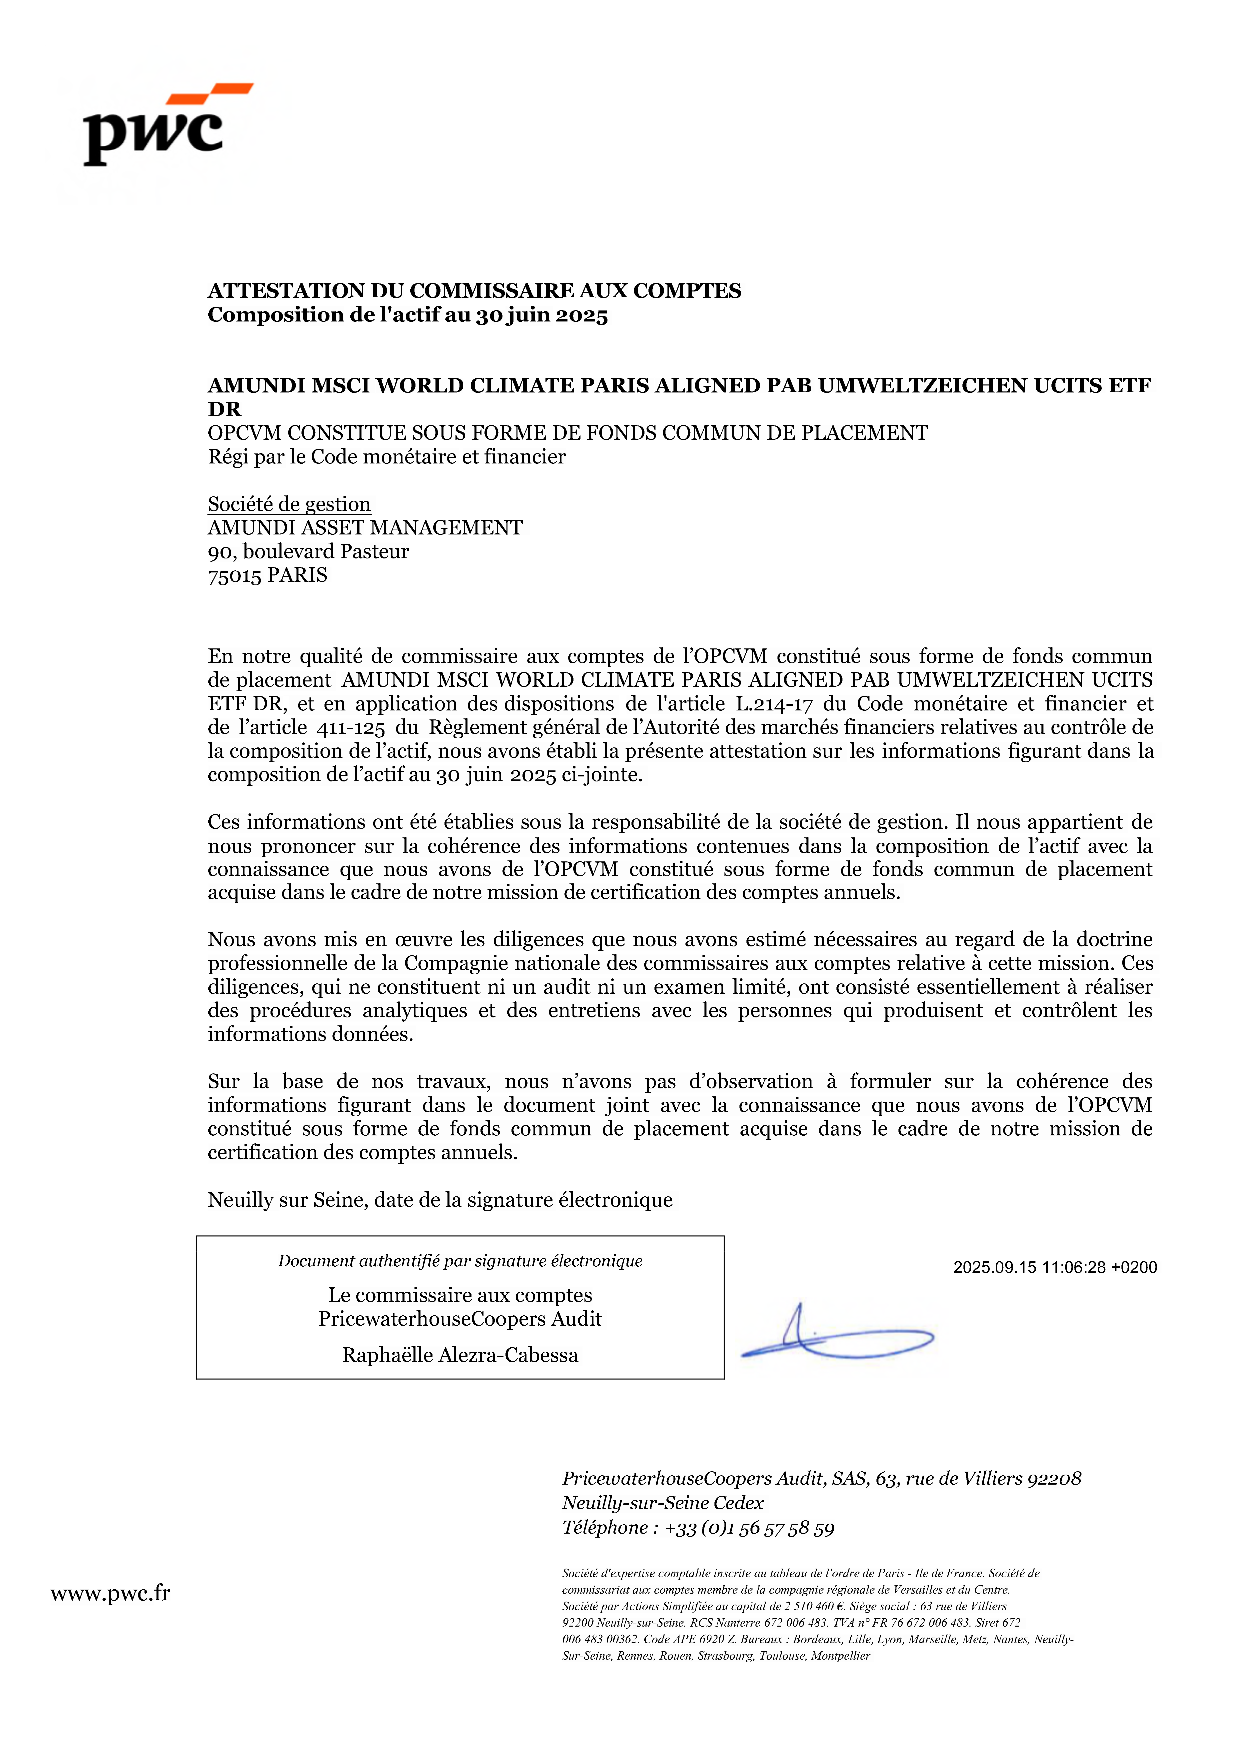 pwc
ATTESTATION DU COMMISSAIRE AUX COMPTES
Composition de l'actif au 30 juin 2025
AMUNDI MSCI WORLD CLIMATE PARIS ALIGNED PAB UMWELTZEICHEN UCITS ETF
DR
OPCVM CONSTITUE SOUS FORME DE FONDS COMMUN DE PLACEMENT
Régi par le Code monétaire et financier
Société de gestion
AMUNDI ASSET MANAGEMENT
90, boulevard Pasteur
75015 PARIS
En notre qualité de commissaire aux comptes de l’OPCVM constitué sous forme de fonds commun
de placement AMUNDI MSCI WORLD CLIMATE PARIS ALIGNED PAB UMWELTZEICHEN UCITS
ETF DR, et en application des dispositions de l'article L.214-17 du Code monétaire et financier et
de l’article 411-125 du Règlement général de l’Autorité des marchés financiers relatives au contrôle de
la composition de l’actif, nous avons établi la présente attestation sur les informations figurant dans la
composition de l’actif au 30 juin 2025 ci-jointe.
Ces informations ont été établies sous la responsabilité de la société de gestion. Il nous appartient de
nous prononcer sur la cohérence des informations contenues dans la composition de l’actif avec la
connaissance que nous avons de l’OPCVM constitué sous forme de fonds commun de placement
acquise dans le cadre de notre mission de certification des comptes annuels.
Nous avons mis en œuvre les diligences que nous avons estimé nécessaires au regard de la doctrine
professionnelle de la Compagnie nationale des commissaires aux comptes relative à cette mission. Ces
diligences, qui ne constituent ni un audit ni un examen limité, ont consisté essentiellement à réaliser
des procédures analytiques et des entretiens avec les personnes qui produisent et contrôlent les
informations données.
Sur la base de nos travaux, nous n’avons pas d’observation à formuler sur la cohérence des
informations figurant dans le document joint avec la connaissance que nous avons de l’OPCVM
constitué sous forme de fonds commun de placement acquise dans le cadre de notre mission de
certification des comptes annuels.
Neuilly sur Seine, date de la signature électronique
Document authentifié par signature électronique
Le commissaire aux comptes
PricewaterhouseCoopers Audit
Raphaëlle Alezra-Cabessa
2025.09.15 11:06:28 +0200
PricewaterhouseCoopers Audit, SAS, 63, rue de Villiers 92208
Neuilly-sur-Seine Cedex
Téléphone : +33 (0)1 56 57 58 59
www.pwc.fr
Société d'expertise comptable inscrite au tableau de l'ordre de Paris - Ile de France. Société de
commissariat aux comptes membre de la compagnie régionale de Versailles et du Centre.
Société par Actions Simplifiée au capital de 2 510 460 €. Siège social : 63 rue de Villiers
92200 Neuilly-sur-Seine. RCS Nanterre 672 006 483. TVA n° FR 76 672 006 483. Siret 672
006 483 00362. Code APE 6920 Z. Bureaux : Bordeaux, Lille, Lyon, Marseille, Metz, Nantes, Neuilly-
Sur-Seine, Rennes, Rouen, Strasbourg, Toulouse, Montpellier